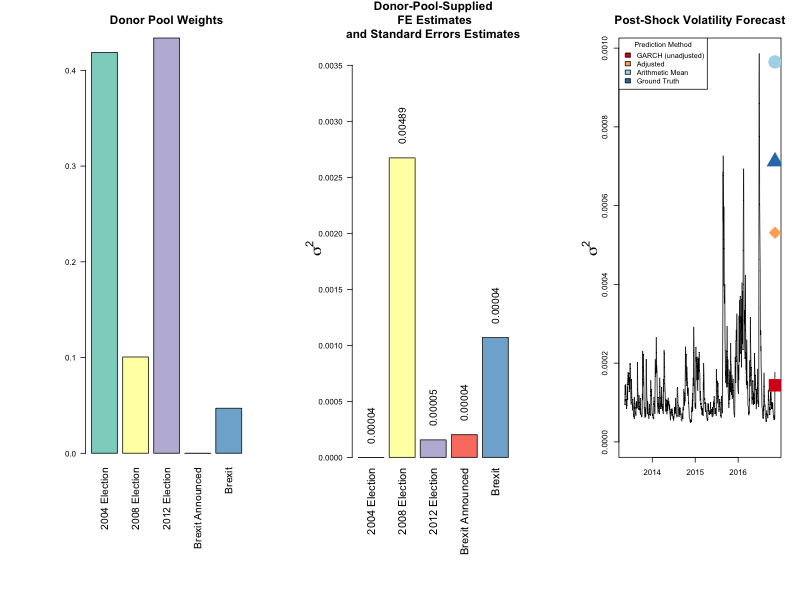 Donor Pool Weights
0.0
0.1
0.2
0.3
0.4
2004 Election
2008 Election
2012 Election
Brexit Announced
Brexit
Donor-Pool-Supplied
FE Estimates
and Standard Errors Estimates
σ²
0.0000
0.0005
0.0010
0.0015
0.0020
0.0025
0.0030
0.0035
0.00004
0.00489
0.00005
0.00004
0.00004
2004 Election
2008 Election
2012 Election
Brexit Announced
Brexit
Post-Shock Volatility Forecast
σ²
0.0000
0.0002
0.0004
0.0006
0.0008
0.0010
Prediction Method
GARCH (unadjusted)
Adjusted
Arithmetic Mean
Ground Truth
2014
2015
2016